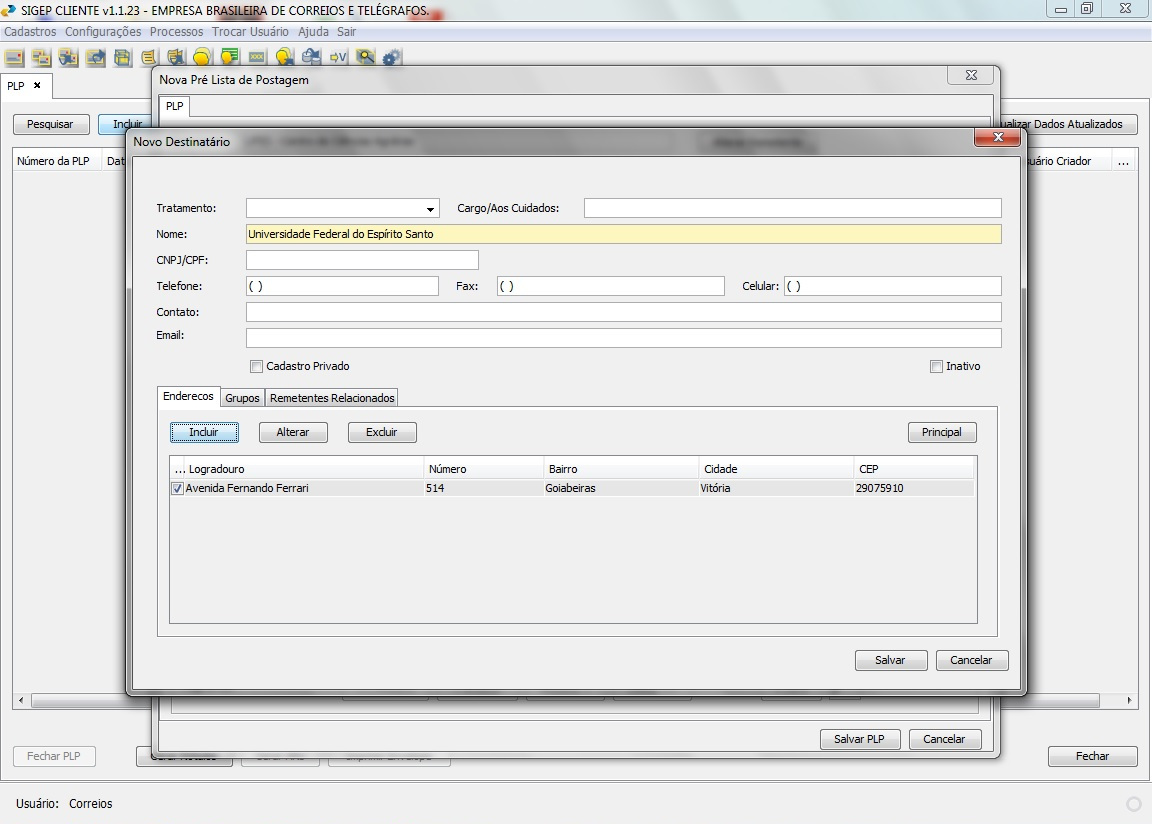 SIGEP CLIENTE v1.1.23 - EMPRESA BRASILEIRA DE CORREIOS E TELÉGRAFOS.
Cadastros Configurações Processos Trocar Usuário Ajuda Sair
PLP
Nova Pré Lista de Postagem
PLP
Pesquisar Incluir ualizar Dados Atualizados
Novo Destinatário
Número da PLP Dat uário Criador ...
Tratamento: Cargo/Aos Cuidados:
Nome: Universidade Federal do Espírito Santo
CNPJ/CPF:
Telefone: ( ) Fax: ( ) Celular: ( )
Contato:
Email:
Cadastro Privado Inativo
Enderecos Grupos Remetentes Relacionados
Incluir Alterar Excluir Principal
... Logradouro Número Bairro Cidade CEP
Avenida Fernando Ferrari 514 Goiabeiras Vitória 29075910
Salvar Cancelar
Salvar PLP Cancelar
Fechar PLP Fechar
Usuário: Correios